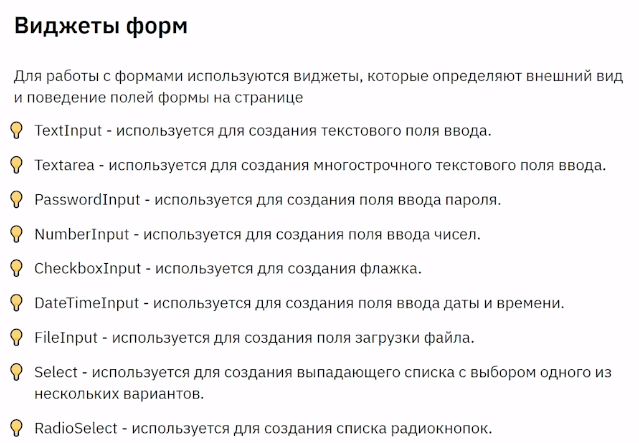 Виджеты форм
Для работы с формами используются виджеты, которые определяют внешний вид
и поведение полей формы на странице
TextInput - используется для создания текстового поля ввода.
Textarea - используется для создания многострочного текстового поля ввода.
PasswordInput - используется для создания поля ввода пароля.
NumberInput - используется для создания поля ввода чисел.
CheckboxInput - используется для создания флажка.
DateTimeInput - используется для создания поля ввода даты и времени.
FileInput - используется для создания поля загрузки файла.
Select - используется для создания выпадающего списка с выбором одного из
нескольких вариантов.
RadioSelect - используется для создания списка радиокнопок.